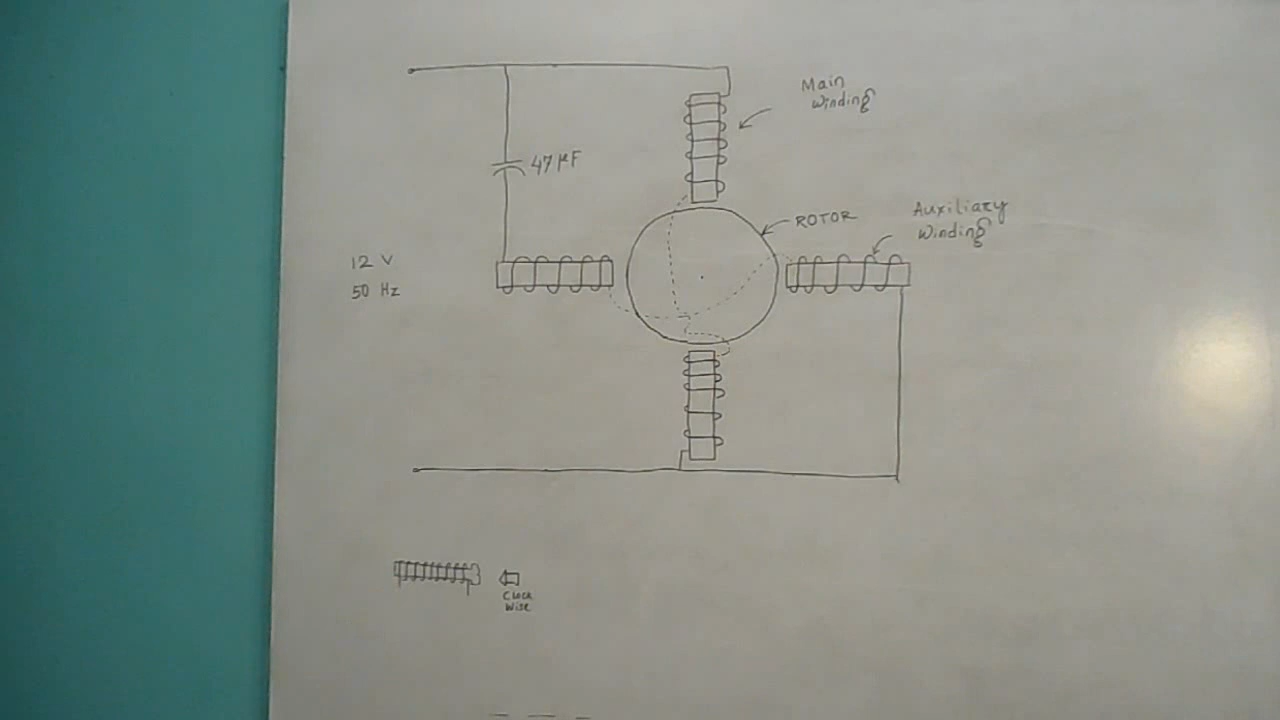 Main
Winding
47 µF
ROTOR
Auxiliary
Winding
12 V
50 Hz
Clock
Wise